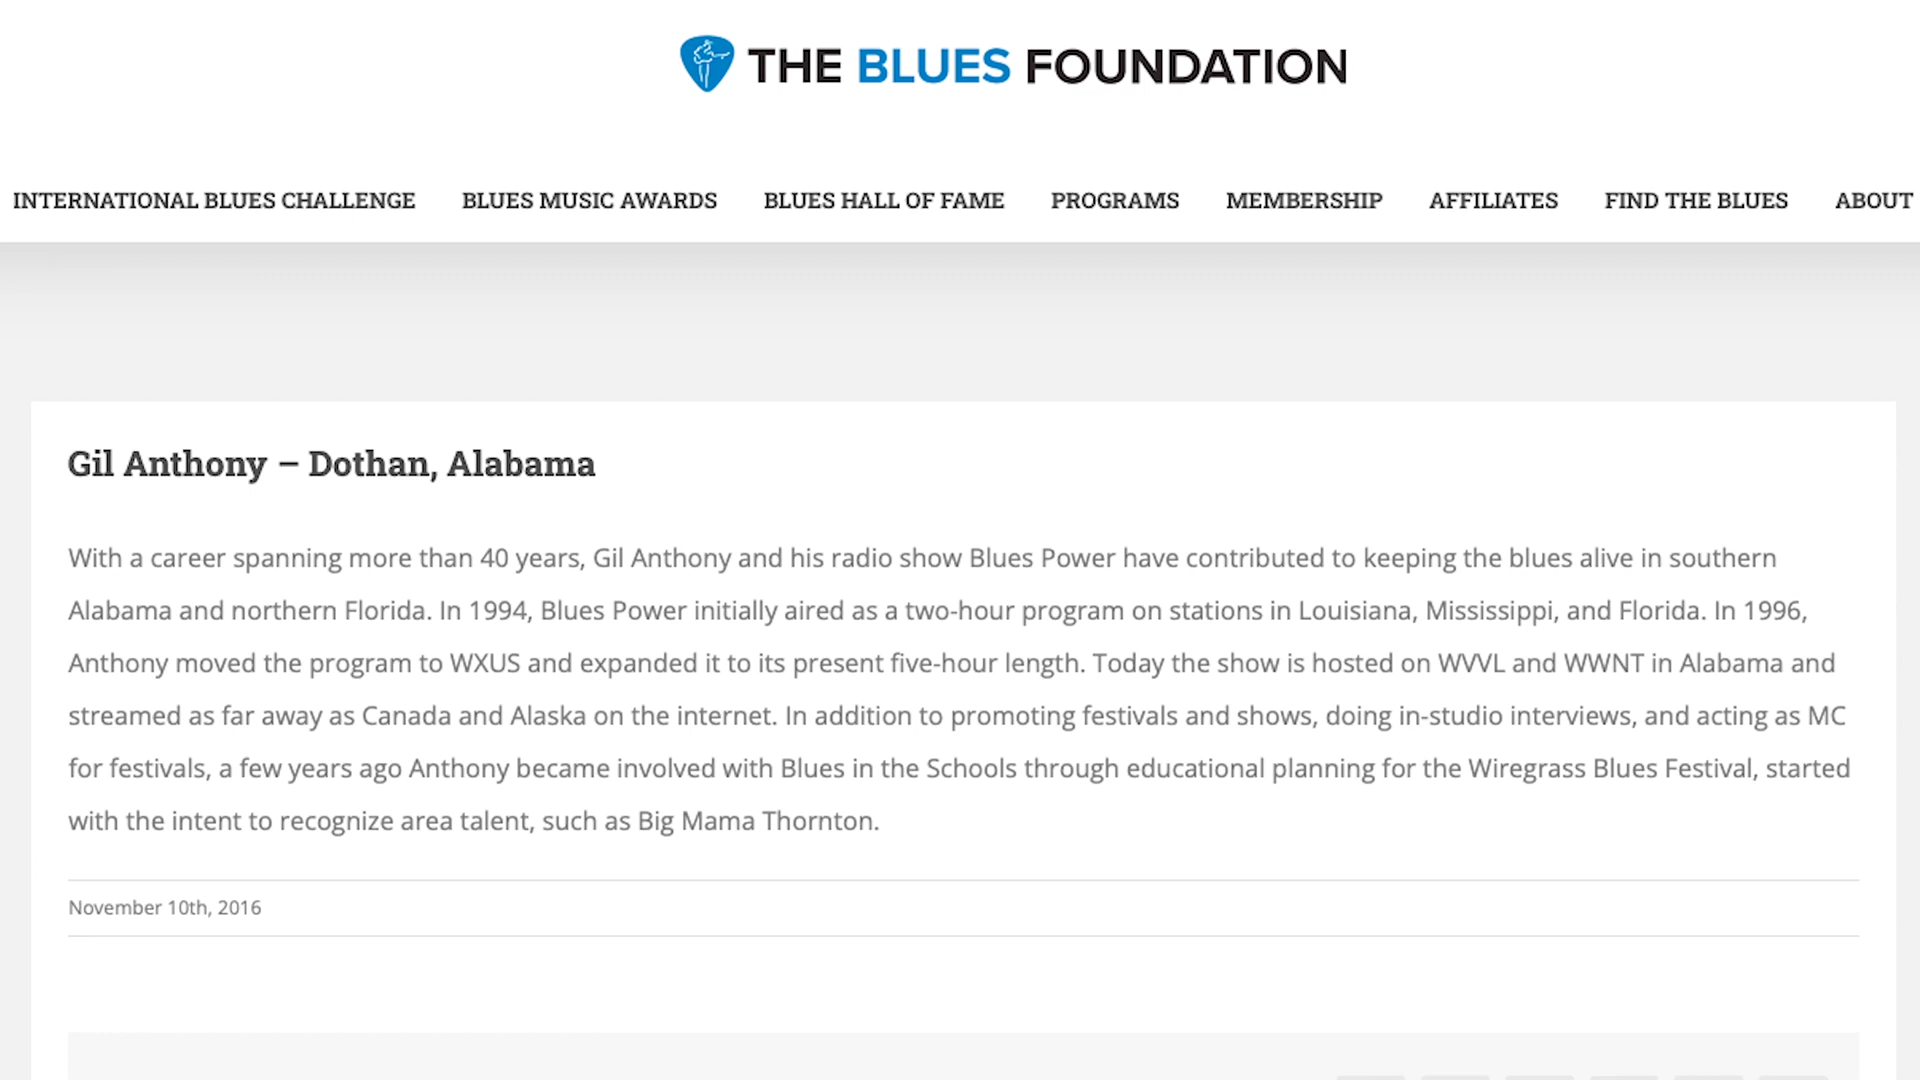 THE BLUES FOUNDATION
INTERNATIONAL BLUES CHALLENGE BLUES MUSIC AWARDS BLUES HALL OF FAME PROGRAMS MEMBERSHIP AFFILIATES FIND THE BLUES ABOUT
Gil Anthony – Dothan, Alabama
With a career spanning more than 40 years, Gil Anthony and his radio show Blues Power have contributed to keeping the blues alive in southern
Alabama and northern Florida. In 1994, Blues Power initially aired as a two-hour program on stations in Louisiana, Mississippi, and Florida. In 1996,
Anthony moved the program to WXUS and expanded it to its present five-hour length. Today the show is hosted on WVVL and WWNT in Alabama and
streamed as far away as Canada and Alaska on the internet. In addition to promoting festivals and shows, doing in-studio interviews, and acting as MC
for festivals, a few years ago Anthony became involved with Blues in the Schools through educational planning for the Wiregrass Blues Festival, started
with the intent to recognize area talent, such as Big Mama Thornton.
November 10th, 2016